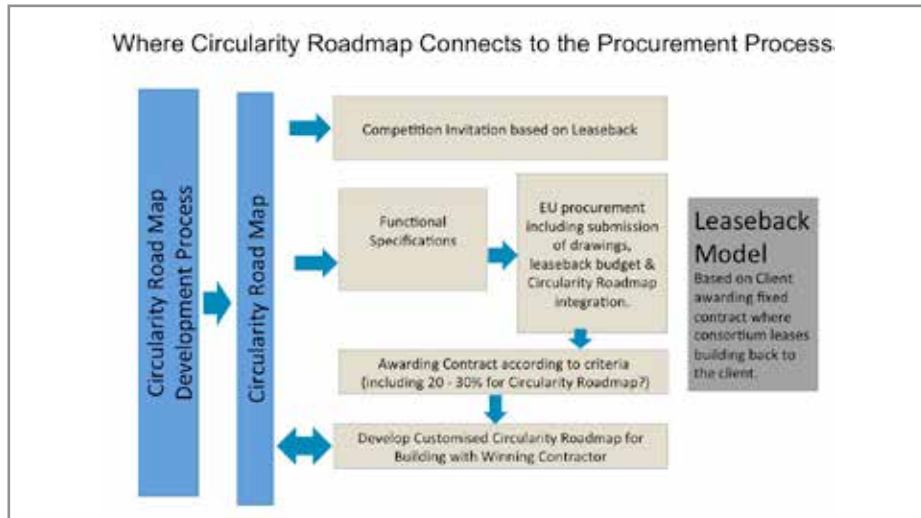 Where Circularity Roadmap Connects to the Procurement Process
Circularity Road Map
Development Process
Circularity Road Map
Competition Invitation based on Leaseback
Functional
Specifications
EU procurement
including submission
of drawings,
leaseback budget &
Circularity Roadmap
integration.
Leaseback
Model
Based on Client
awarding fixed
contract where
consortium leases
building back to
the client.
Awarding Contract according to criteria
(including 20 - 30% for Circularity Roadmap?)
Develop Customised Circularity Roadmap for
Building with Winning Contractor